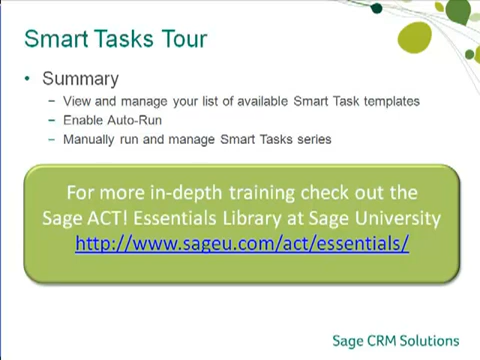 Smart Tasks Tour
• Summary
– View and manage your list of available Smart Task templates
– Enable Auto-Run
– Manually run and manage Smart Tasks series
For more in-depth training check out the
Sage ACT! Essentials Library at Sage University
http://www.sageu.com/act/essentials/
Sage CRM Solutions